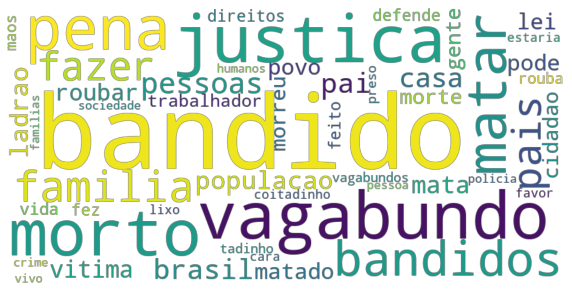 maos
direitos
defende
gente
lei
estaria
pena
justica
matar
pode
fazer
humanos
povo
pai
casa
rouba
ladrao
roubar
pessoas
preso
morte
pais
cidadao
familias
sociedade
trabalhador
morreu
feito
bandido
familia
populacao
vagabundos
pessoa
mata
policia
favor
vida
fez
lixo
coitadinho
vagabundo
morto
tadinho
cara
bandidos
crime
vivo
vitima
brasil
matado